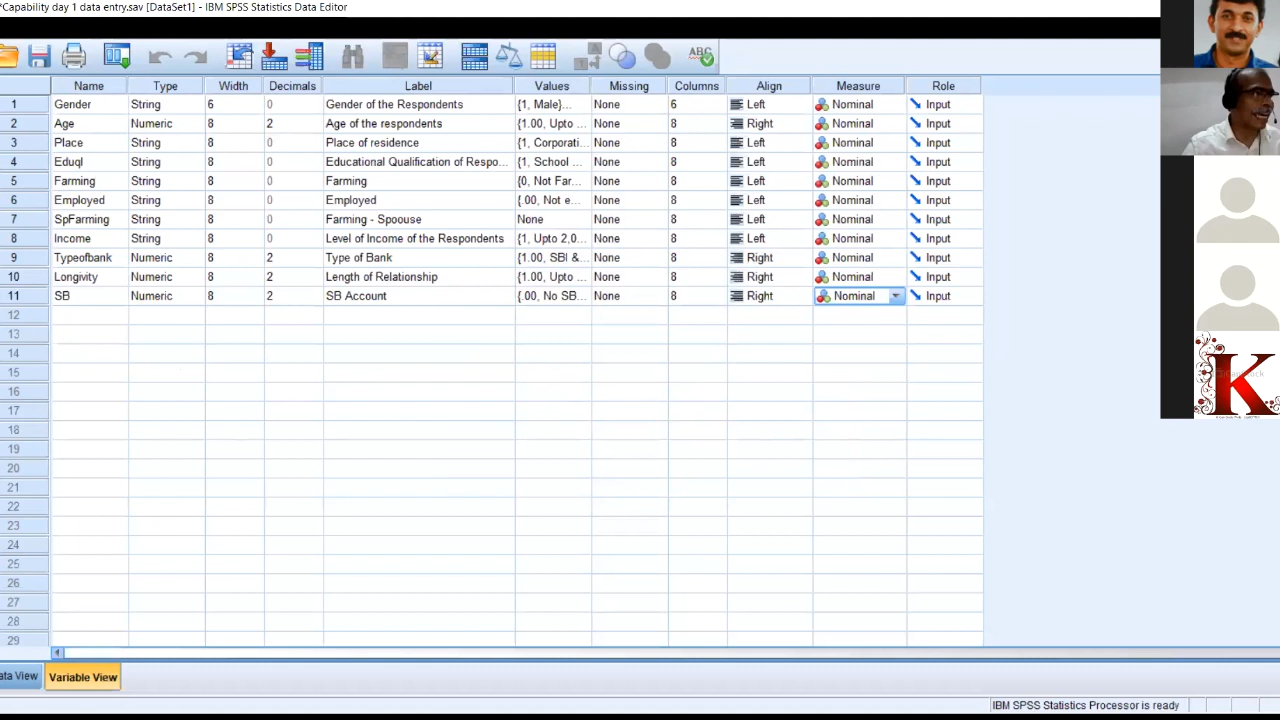 *Capability day 1 data entry.sav [DataSet1] - IBM SPSS Statistics Data Editor
ABC
Name Type Width Decimals Label Values Missing Columns Align Measure Role
1 Gender String 6 0 Gender of the Respondents {1, Male}... None 6 Left Nominal Input
2 Age Numeric 8 2 Age of the respondents {1.00, Upto ... None 8 Right Nominal Input
3 Place String 8 0 Place of residence {1, Corporati... None 8 Left Nominal Input
4 Eduql String 8 0 Educational Qualification of Respo... {1, School ... None 8 Left Nominal Input
5 Farming String 8 0 Farming {0, Not Far... None 8 Left Nominal Input
6 Employed String 8 0 Employed {.00, Not e... None 8 Left Nominal Input
7 SpFarming String 8 0 Farming - Spoouse None None 8 Left Nominal Input
8 Income String 8 0 Level of Income of the Respondents {1, Upto 2,0... None 8 Left Nominal Input
9 Typeofbank Numeric 8 2 Type of Bank {1.00, SBI &... None 8 Right Nominal Input
10 Longivity Numeric 8 2 Length of Relationship {1.00, Upto ... None 8 Right Nominal Input
11 SB Numeric 8 2 SB Account {.00, No SB... None 8 Right Nominal Input
12
13
14
15
16
17
18
19
20
21
22
23
24
25
26
27
28
29
K
ata View Variable View
IBM SPSS Statistics Processor is ready